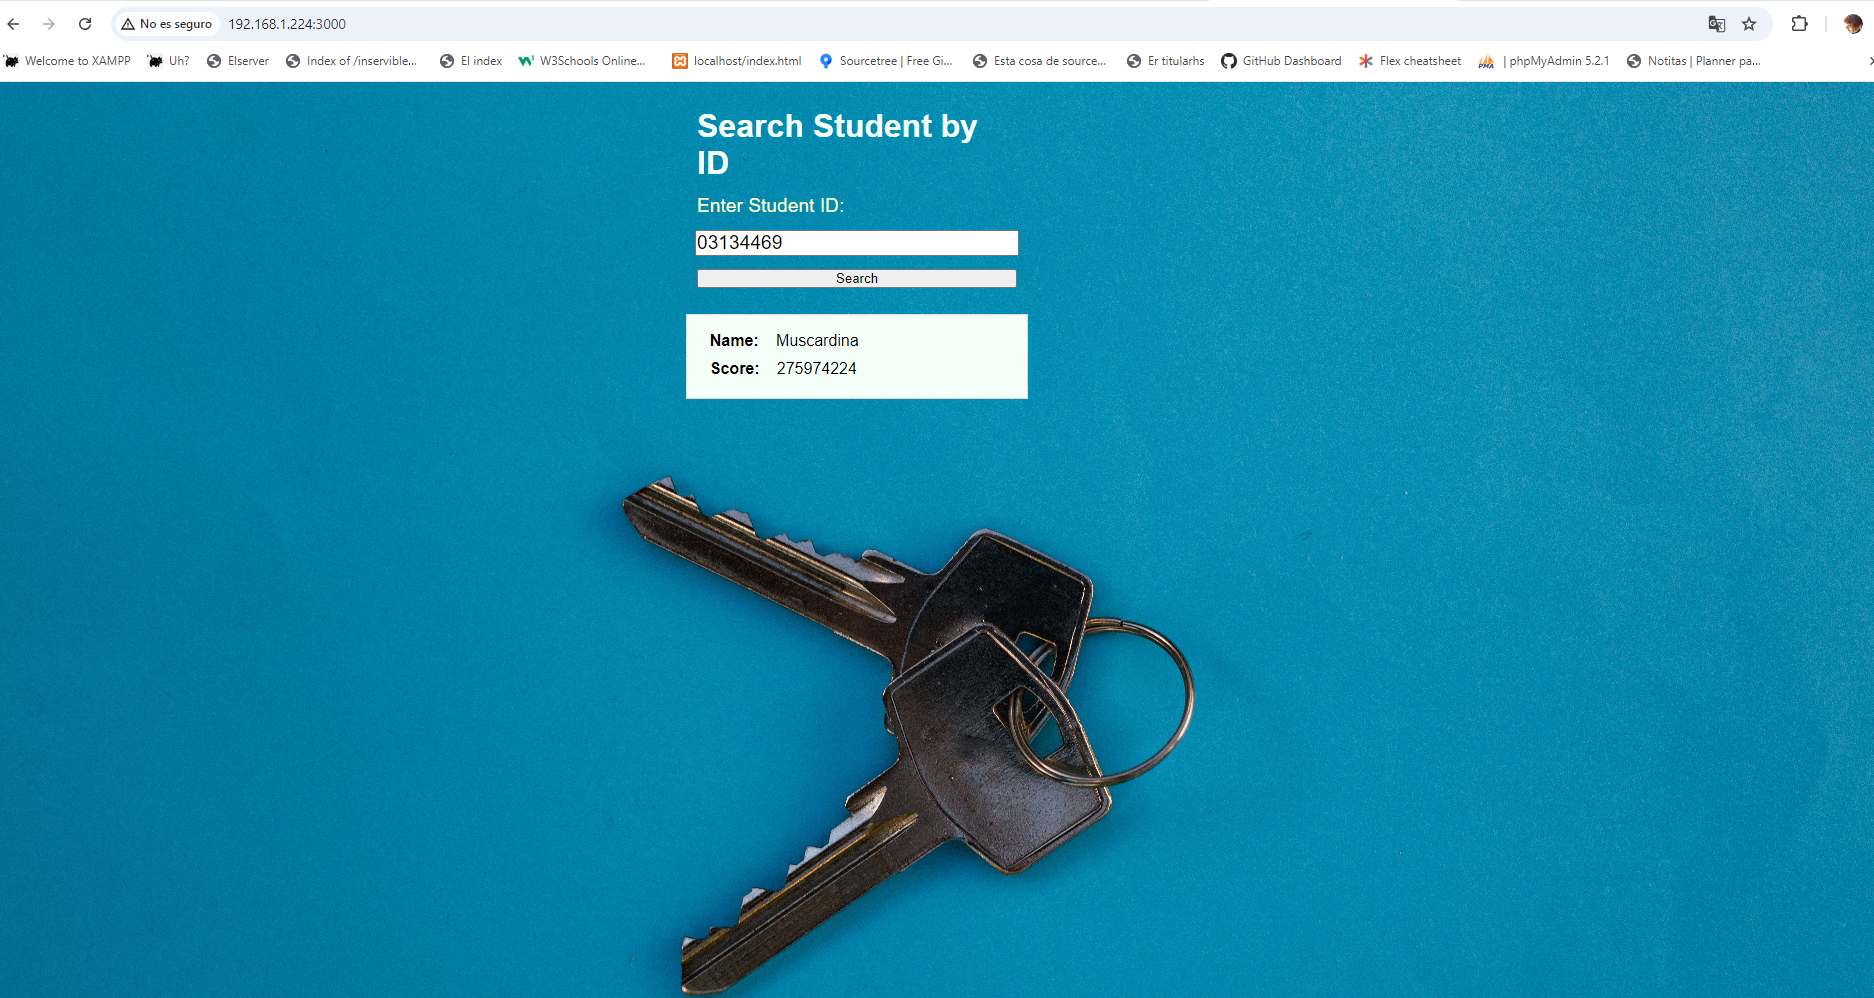 No es seguro 192.168.1.224:3000
Welcome to XAMPP Uh? Elserver Index of /inservible... El index W3Schools Online... localhost/index.html Sourcetree | Free Gi... Esta cosa de source... Er titularhs GitHub Dashboard Flex cheatsheet | phpMyAdmin 5.2.1 Notitas | Planner pa...
Search Student by
ID
Enter Student ID:
03134469
Search
Name: Muscardina
Score: 275974224